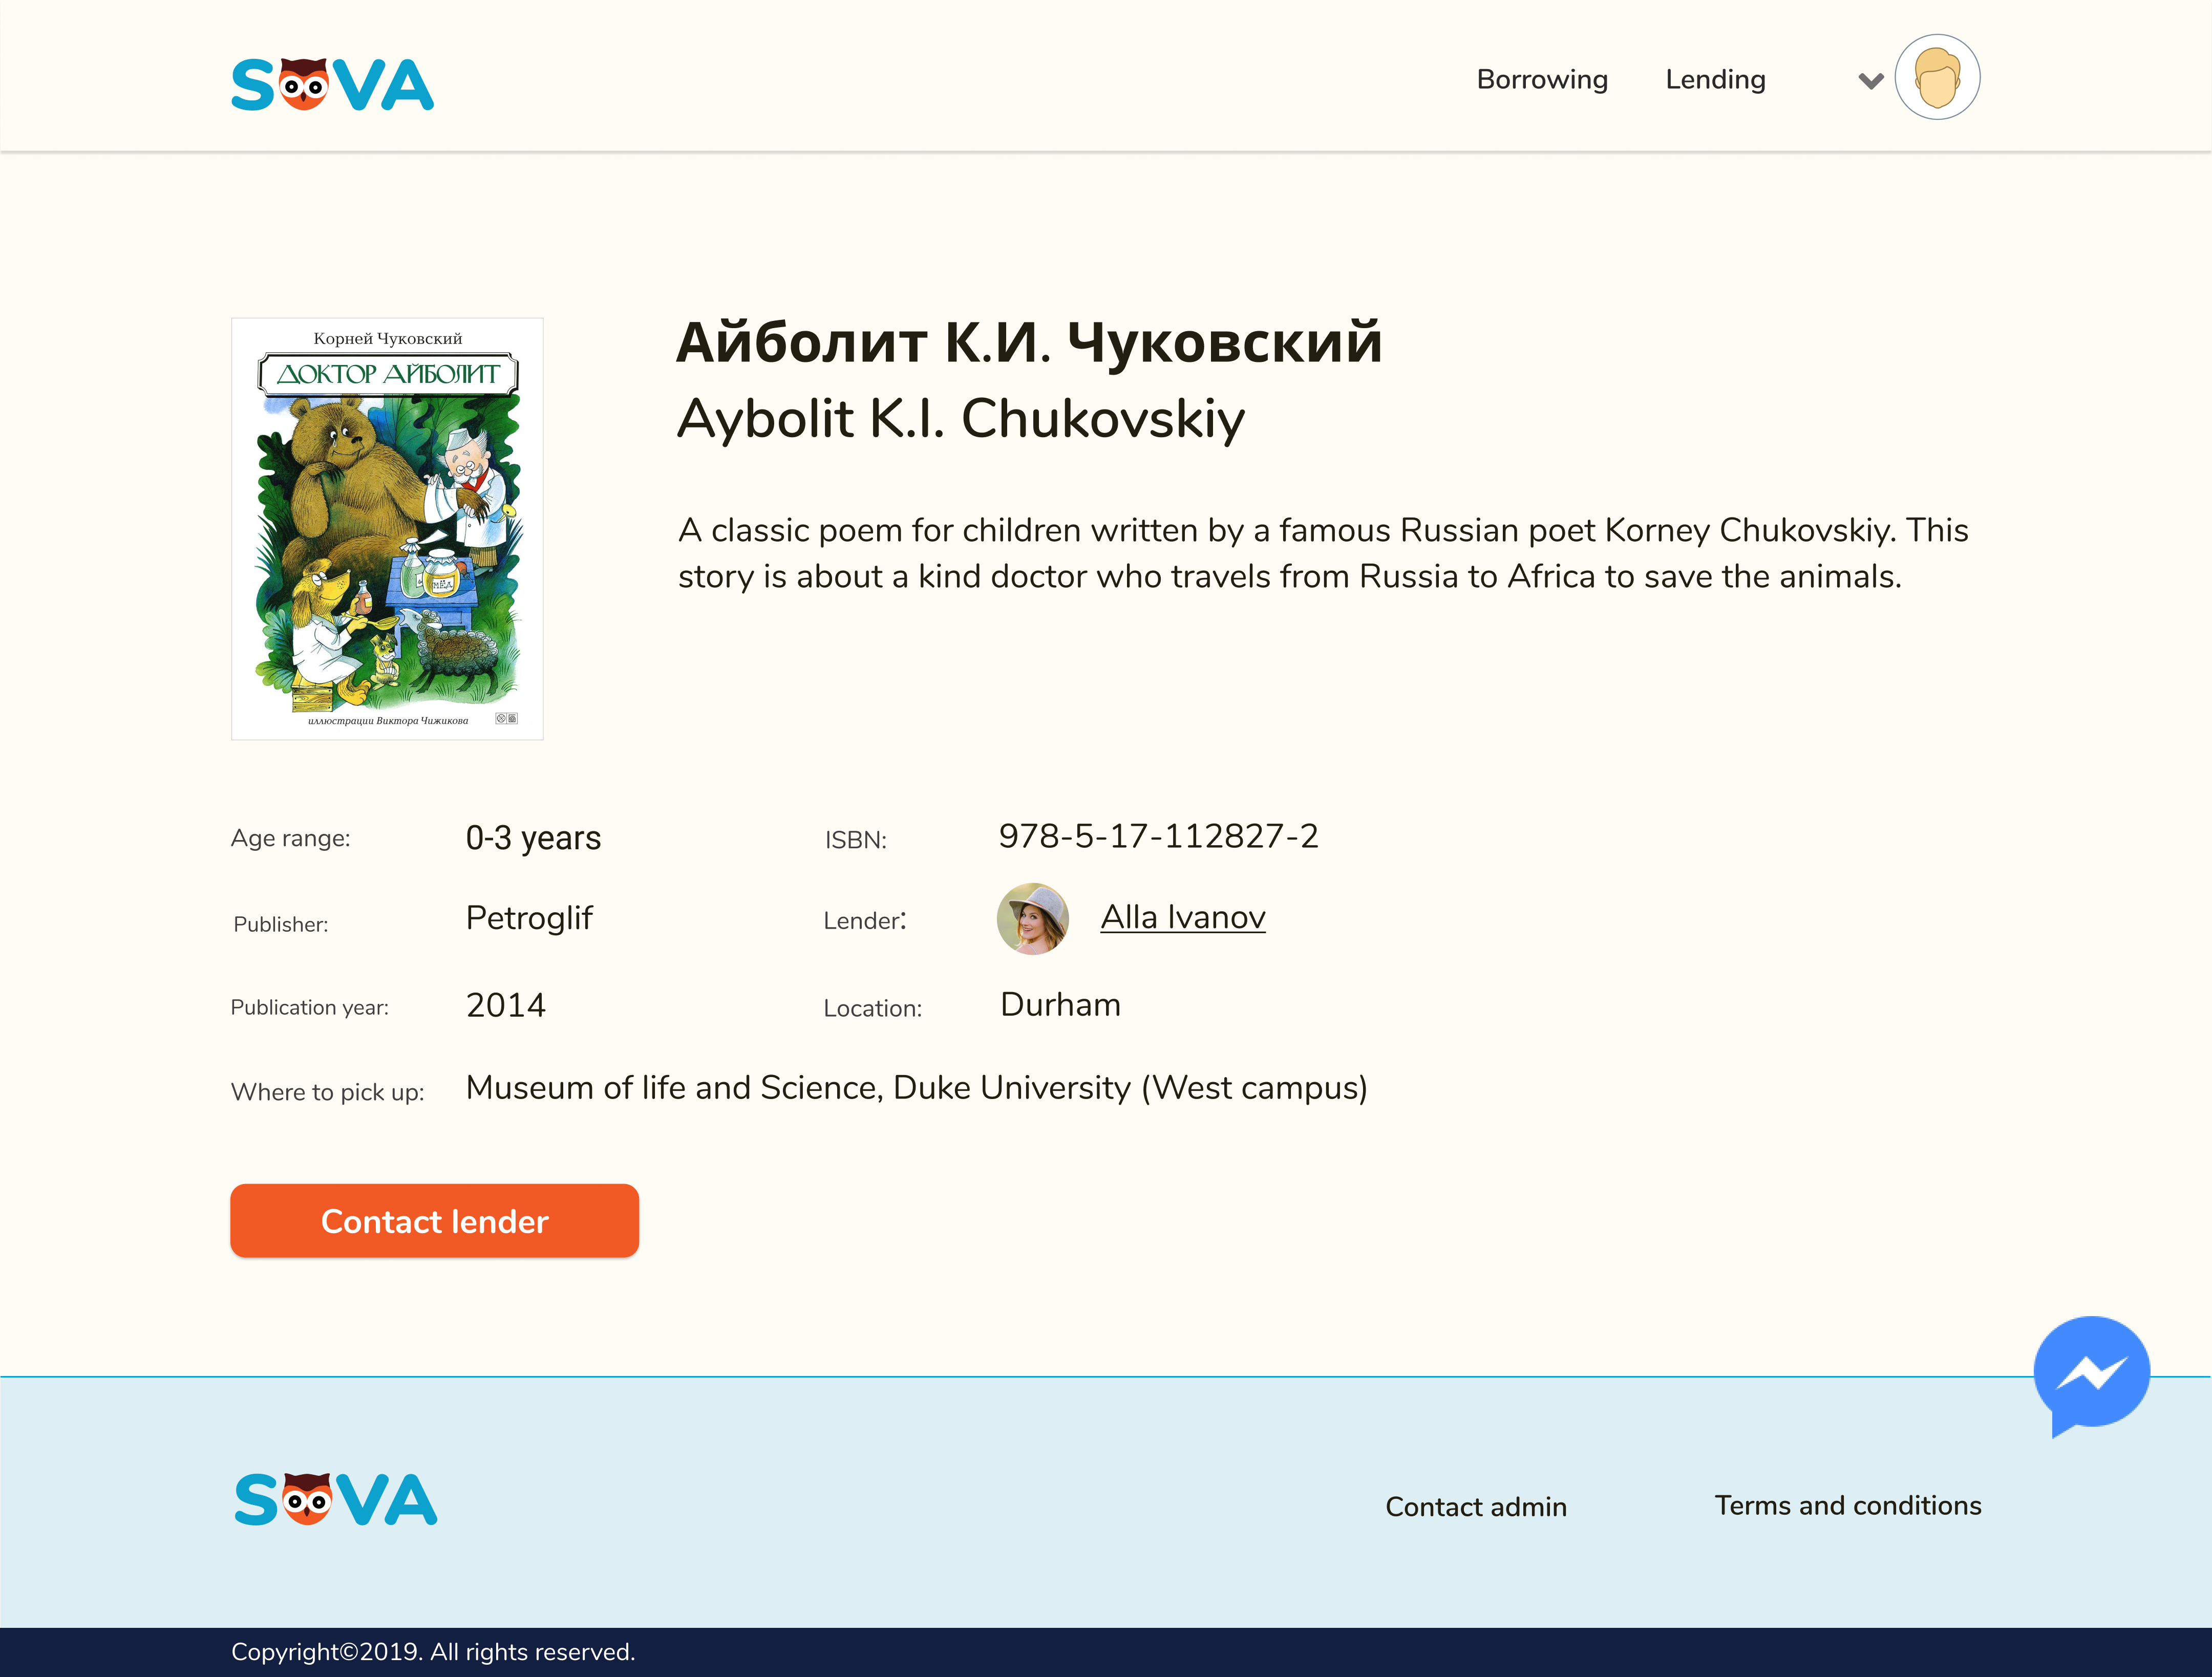 SOVA
Borrowing
Lending
Корней Чуковский
ДОКТОР АЙБОЛИТ
МЁД
иллюстрации Виктора Чижикова
Айболит К.И. Чуковский
Aybolit K.I. Chukovskiy
A classic poem for children written by a famous Russian poet Korney Chukovskiy. This
story is about a kind doctor who travels from Russia to Africa to save the animals.
Age range: 0-3 years
ISBN: 978-5-17-112827-2
Publisher: Petroglif
Lender: Alla Ivanov
Publication year: 2014
Location: Durham
Where to pick up: Museum of life and Science, Duke University (West campus)
Contact lender
SOVA
Contact admin
Terms and conditions
Copyright©2019. All rights reserved.